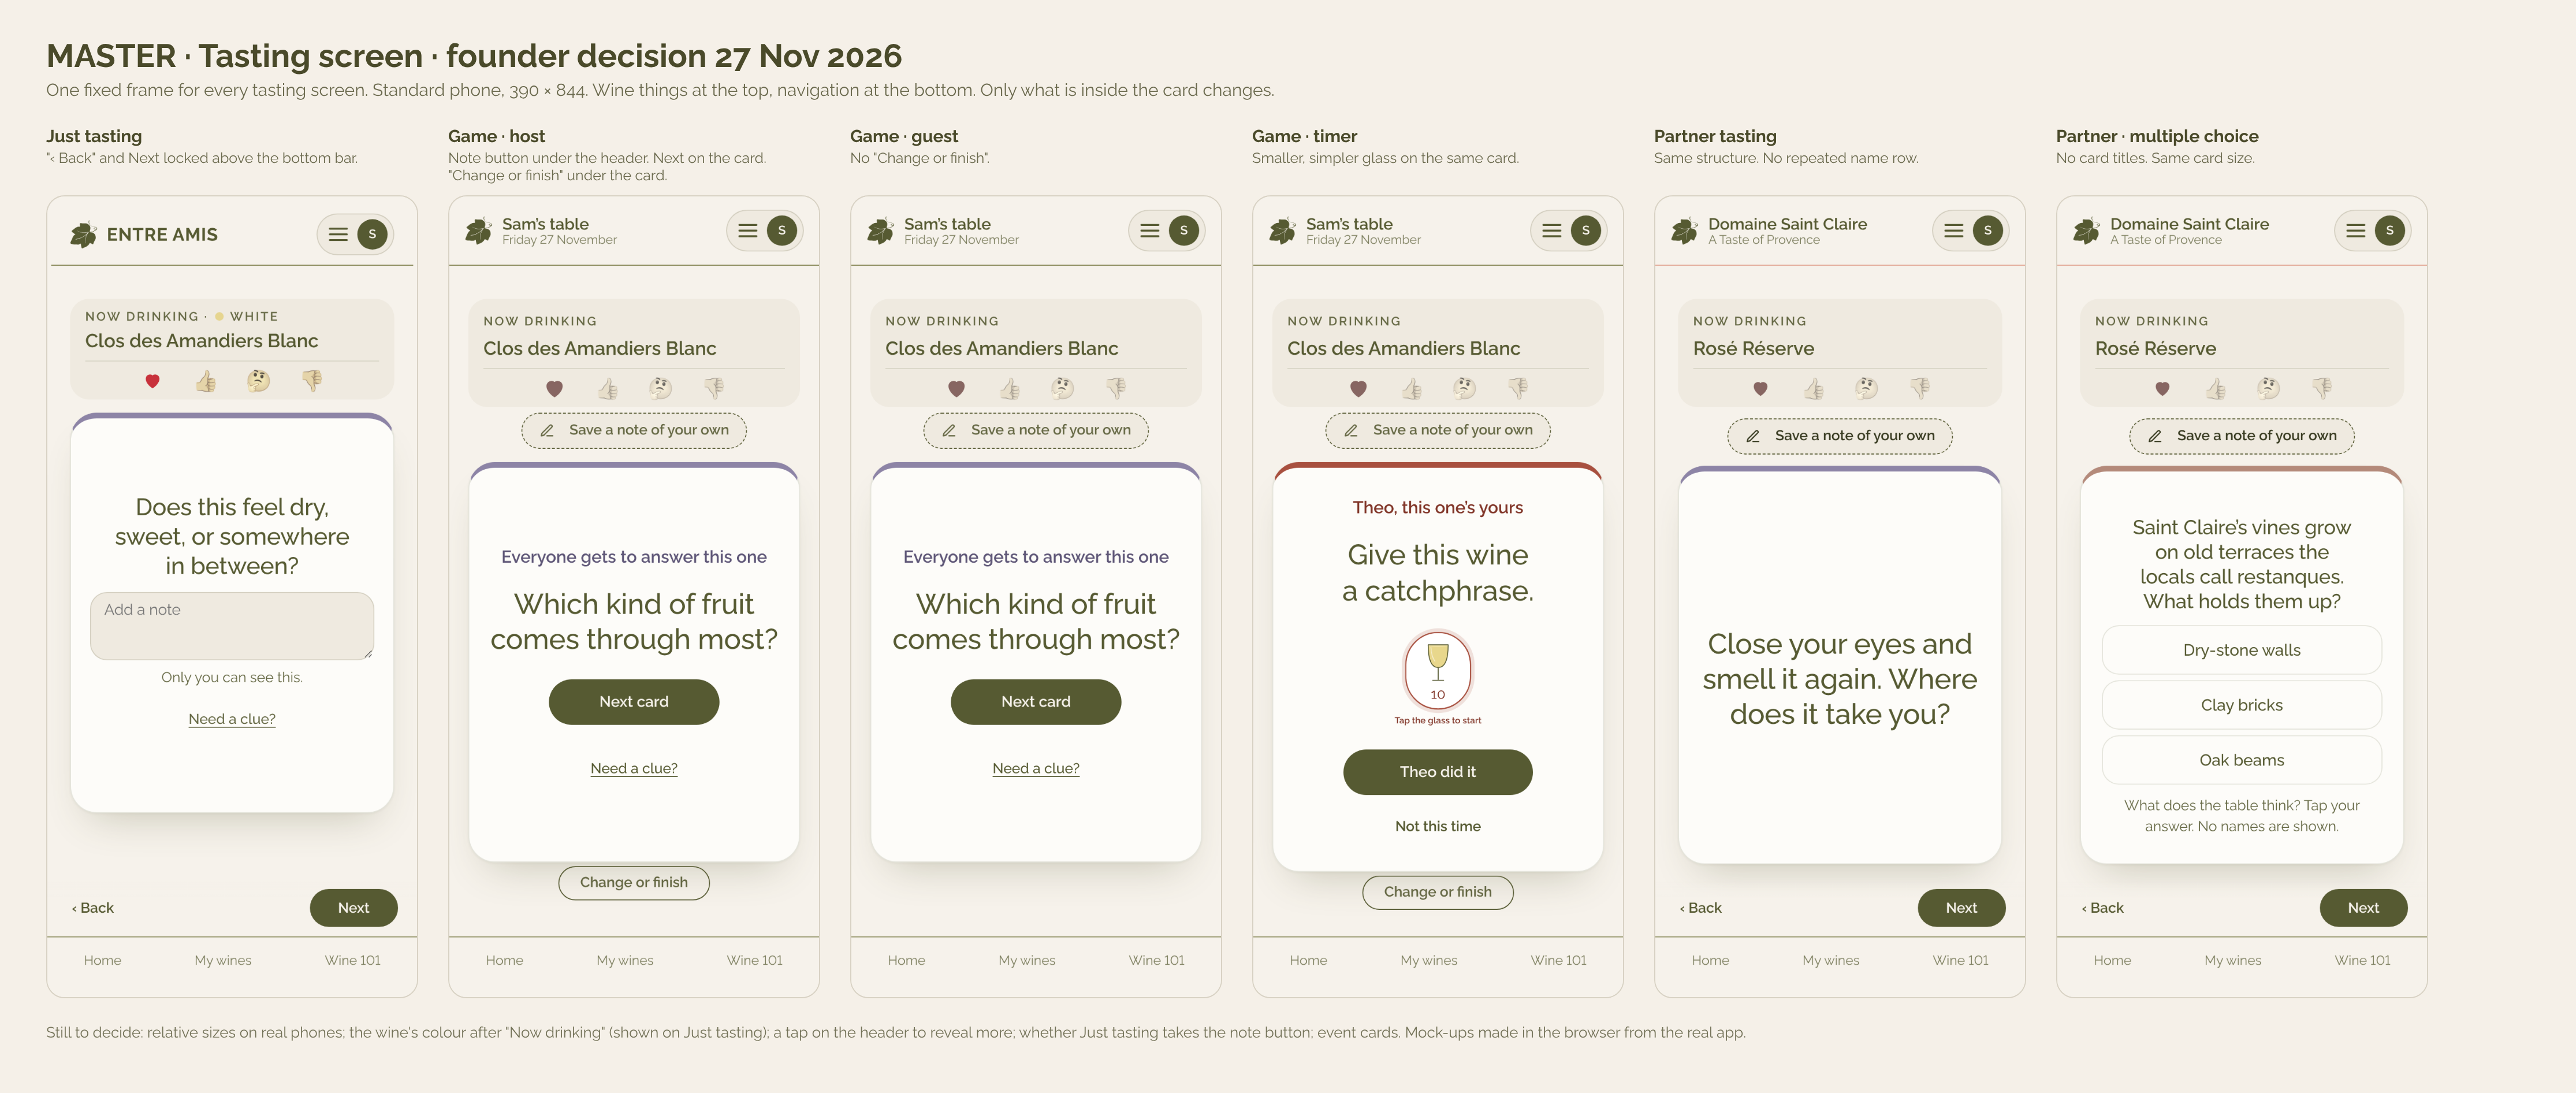 MASTER · Tasting screen · founder decision 27 Nov 2026
One fixed frame for every tasting screen. Standard phone, 390 × 844. Wine things at the top, navigation at the bottom. Only what is inside the card changes.
Just tasting
"‹ Back" and Next locked above the bottom bar.
ENTRE AMIS
S
NOW DRINKING · WHITE
Clos des Amandiers Blanc
Does this feel dry,
sweet, or somewhere
in between?
Add a note
Only you can see this.
Need a clue?
‹ Back
Next
Home
My wines
Wine 101
Game · host
Note button under the header. Next on the card.
"Change or finish" under the card.
Sam's table
Friday 27 November
S
NOW DRINKING
Clos des Amandiers Blanc
Save a note of your own
Everyone gets to answer this one
Which kind of fruit
comes through most?
Next card
Need a clue?
Change or finish
Home
My wines
Wine 101
Game · guest
No "Change or finish".
Sam's table
Friday 27 November
S
NOW DRINKING
Clos des Amandiers Blanc
Save a note of your own
Everyone gets to answer this one
Which kind of fruit
comes through most?
Next card
Need a clue?
Home
My wines
Wine 101
Game · timer
Smaller, simpler glass on the same card.
Sam's table
Friday 27 November
S
NOW DRINKING
Clos des Amandiers Blanc
Save a note of your own
Theo, this one's yours
Give this wine
a catchphrase.
10
Tap the glass to start
Theo did it
Not this time
Change or finish
Home
My wines
Wine 101
Partner tasting
Same structure. No repeated name row.
Domaine Saint Claire
A Taste of Provence
S
NOW DRINKING
Rosé Réserve
Save a note of your own
Close your eyes and
smell it again. Where
does it take you?
‹ Back
Next
Home
My wines
Wine 101
Partner · multiple choice
No card titles. Same card size.
Domaine Saint Claire
A Taste of Provence
S
NOW DRINKING
Rosé Réserve
Save a note of your own
Saint Claire's vines grow
on old terraces the
locals call restanques.
What holds them up?
Dry-stone walls
Clay bricks
Oak beams
What does the table think? Tap your
answer. No names are shown.
‹ Back
Next
Home
My wines
Wine 101
Still to decide: relative sizes on real phones; the wine's colour after "Now drinking" (shown on Just tasting); a tap on the header to reveal more; whether Just tasting takes the note button; event cards. Mock-ups made in the browser from the real app.